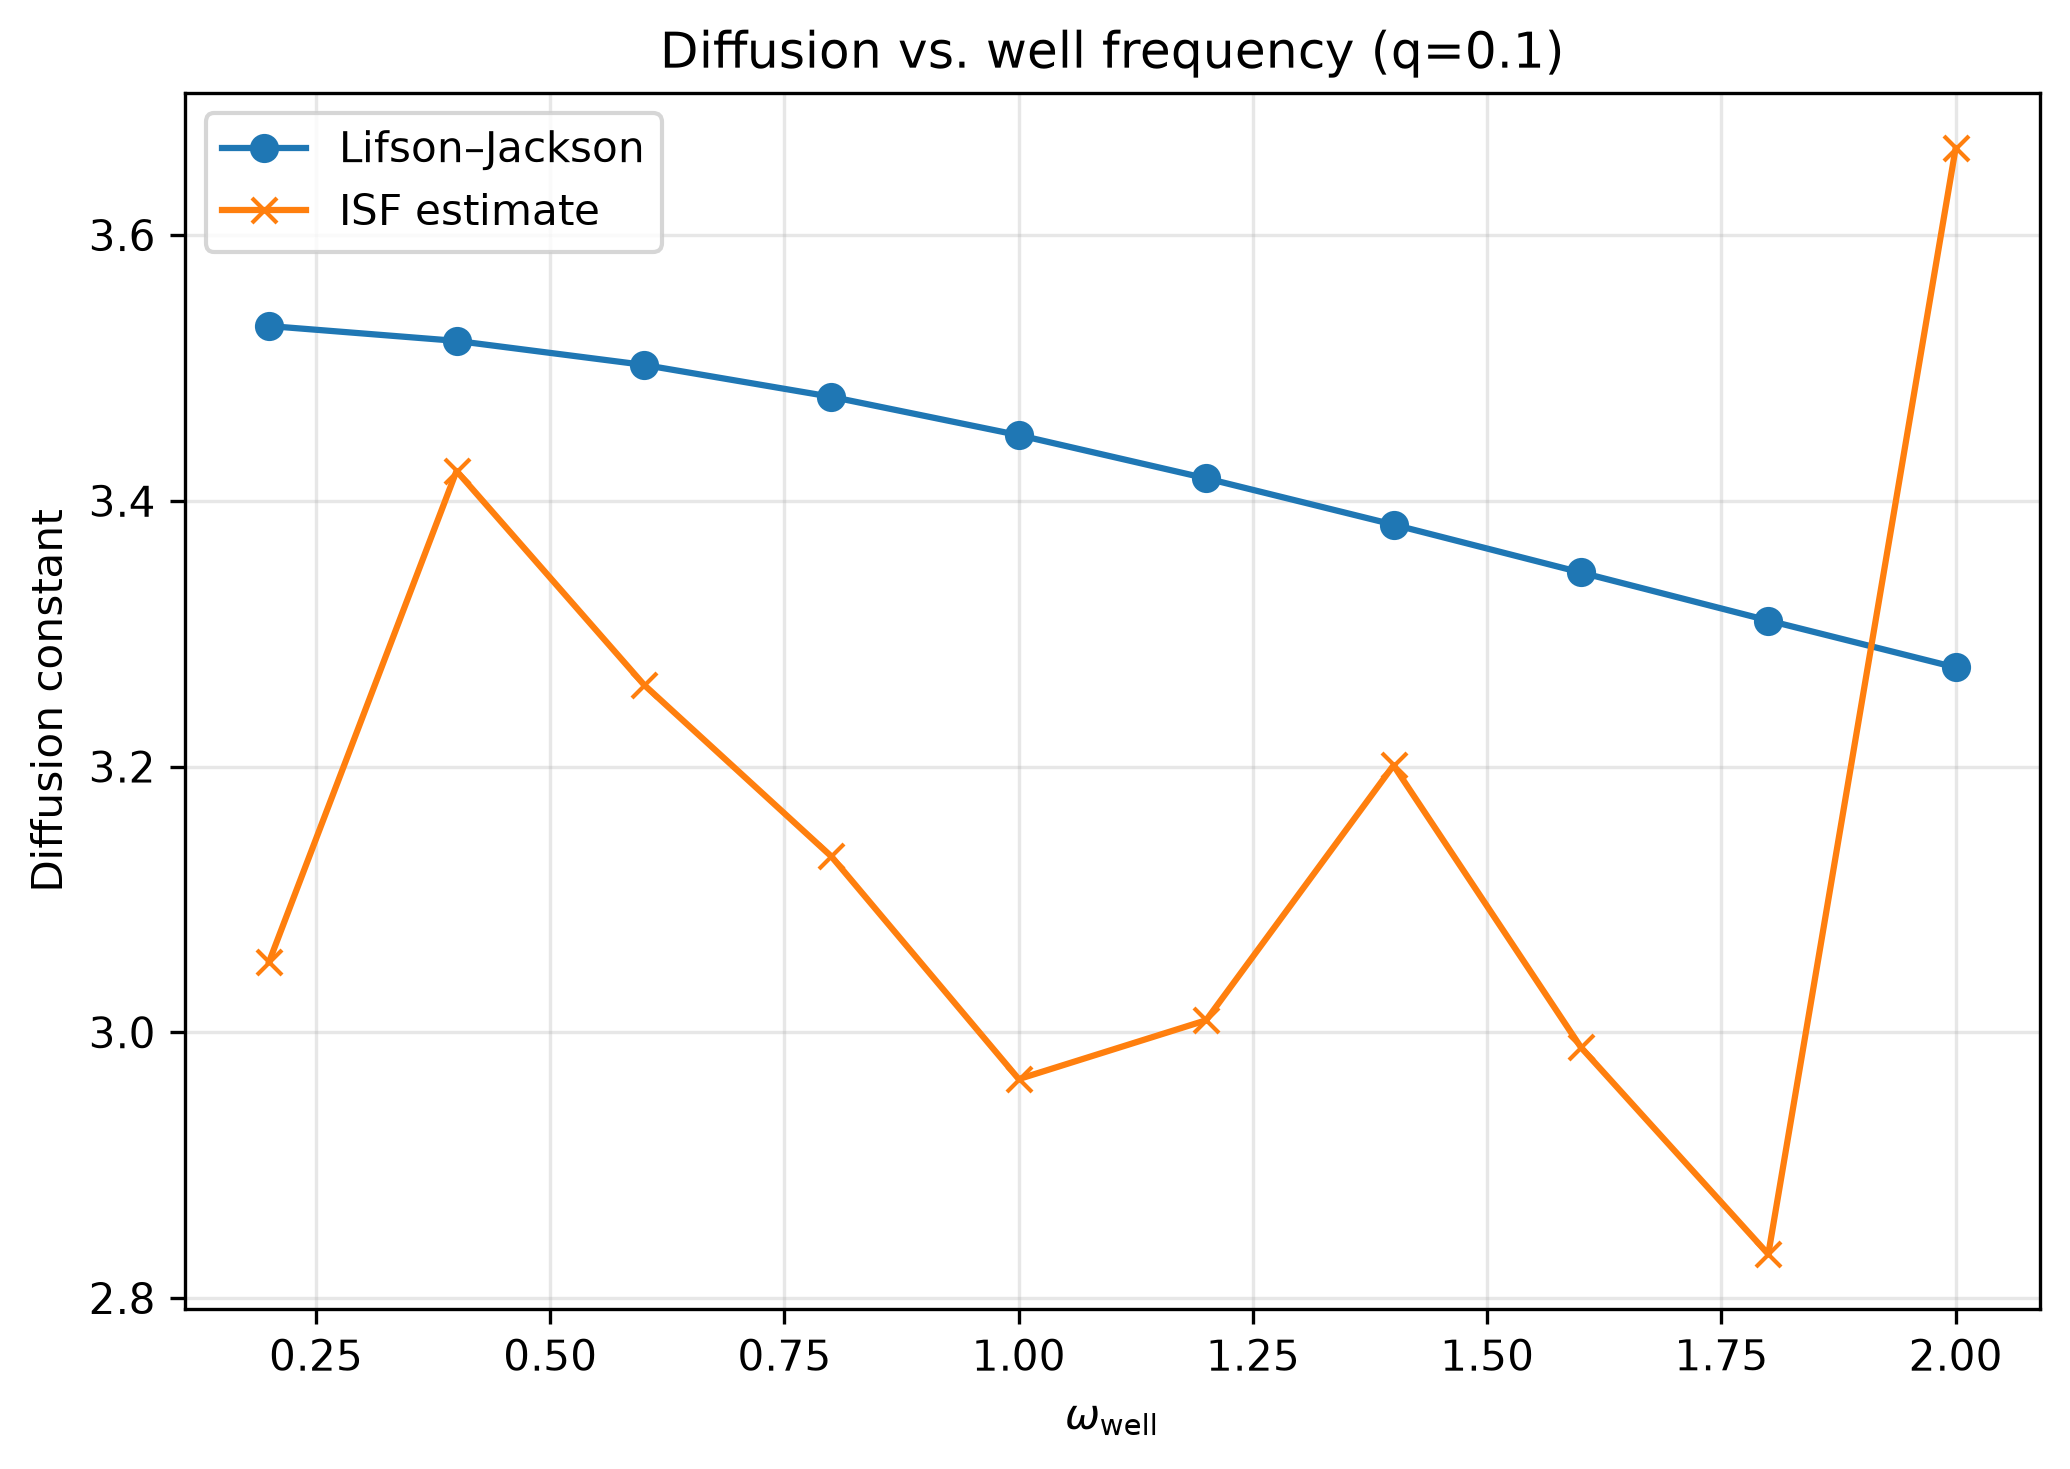 Diffusion vs. well frequency (q=0.1)
Lifson–Jackson
ISF estimate
Diffusion constant
3.6
3.4
3.2
3.0
2.8
0.25 0.50 0.75 1.00 1.25 1.50 1.75 2.00
ω_well